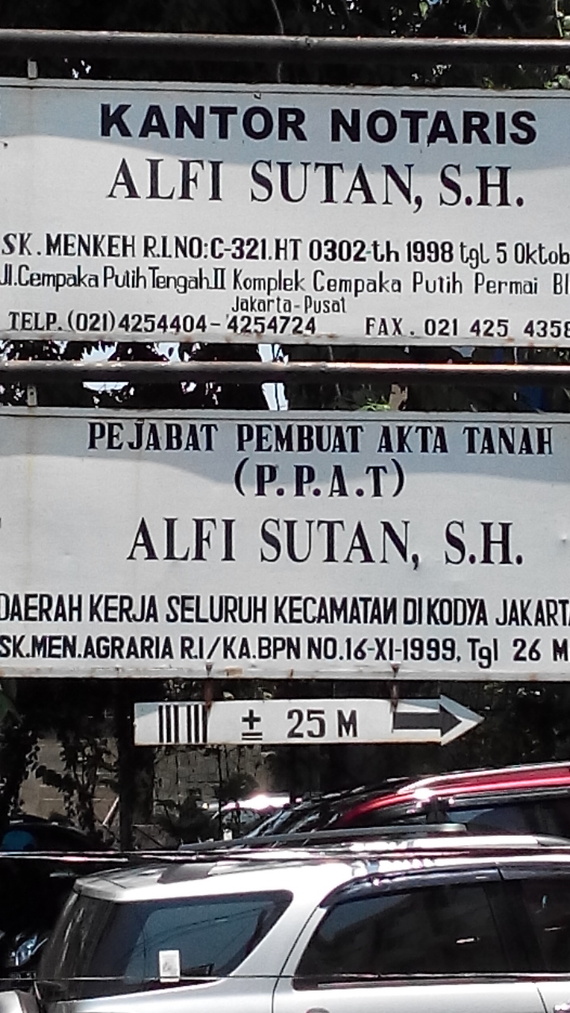 KANTOR NOTARIS
ALFI SUTAN, S.H.
SK. MENKEH R.I.NO:C-321.HT 0302-th 1998 tgl 5 Oktob
Jl.Cempaka Putih Tengah II Komplek Cempaka Putih Permai Bl
Jakarta-Pusat
TELP. (021)4254404-4254724 FAX. 021 425 4358
PEJABAT PEMBUAT AKTA TANAH
(P.P.A.T)
ALFI SUTAN, S.H.
DAERAH KERJA SELURUH KECAMATAN DI KODYA JAKARTA
SK.MEN.AGRARIA R.I/KA.BPN NO.16-XI-1999, Tgl 26 M
± 25 M